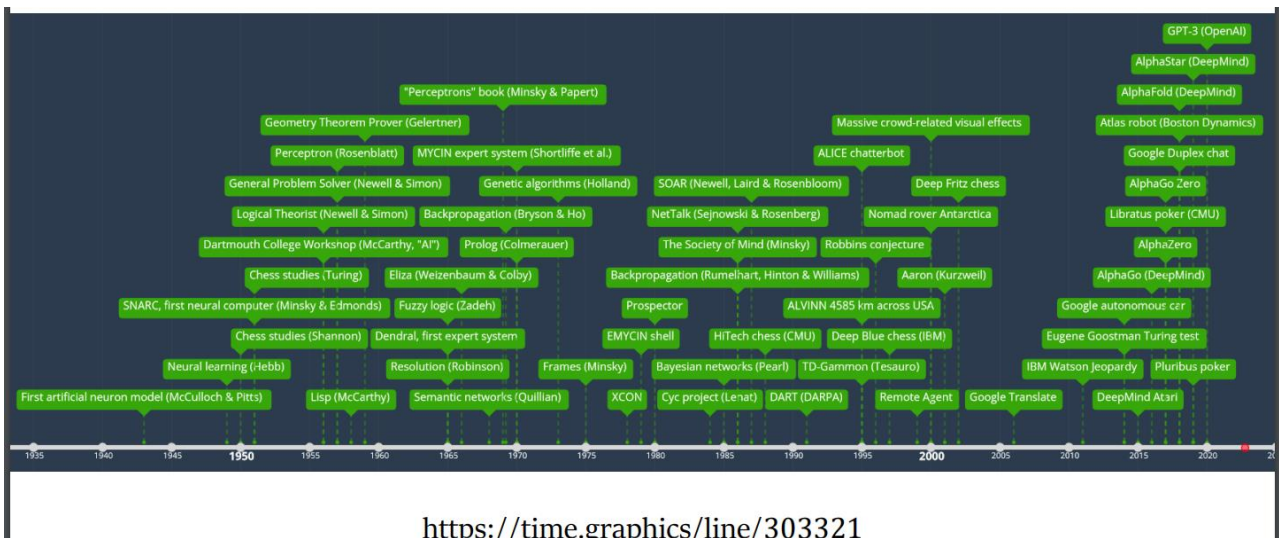 GPT-3 (OpenAI)
AlphaStar (DeepMind)
"Perceptrons" book (Minsky & Papert)
AlphaFold (DeepMind)
Geometry Theorem Prover (Gelertner)
Massive crowd-related visual effects
Atlas robot (Boston Dynamics)
Perceptron (Rosenblatt)
MYCIN expert system (Shortliffe et al.)
ALICE chatterbot
Google Duplex chat
General Problem Solver (Newell & Simon)
Genetic algorithms (Holland)
SOAR (Newell, Laird & Rosenbloom)
Deep Fritz chess
AlphaGo Zero
Logical Theorist (Newell & Simon)
Backpropagation (Bryson & Ho)
NetTalk (Sejnowski & Rosenberg)
Nomad rover Antarctica
Libratus poker (CMU)
Dartmouth College Workshop (McCarthy, "AI")
Prolog (Colmerauer)
The Society of Mind (Minsky)
Robbins conjecture
AlphaZero
Chess studies (Turing)
Eliza (Weizenbaum & Colby)
Backpropagation (Rumelhart, Hinton & Williams)
Aaron (Kurzweil)
AlphaGo (DeepMind)
SNARC, first neural computer (Minsky & Edmonds)
Fuzzy logic (Zadeh)
Prospector
ALVINN 4585 km across USA
Google autonomous car
Chess studies (Shannon)
Dendral, first expert system
EMYCIN shell
HiTech chess (CMU)
Deep Blue chess (IBM)
Eugene Goostman Turing test
Neural learning (Hebb)
Resolution (Robinson)
Frames (Minsky)
Bayesian networks (Pearl)
TD-Gammon (Tesauro)
IBM Watson Jeopardy
Pluribus poker
First artificial neuron model (McCulloch & Pitts)
Lisp (McCarthy)
Semantic networks (Quillian)
XCON
Cyc project (Lenat)
DART (DARPA)
Remote Agent
Google Translate
DeepMind Atari
1935 1940 1945 1950 1955 1960 1965 1970 1975 1980 1985 1990 1995 2000 2005 2010 2015 2020
https://time.graphics/line/303321